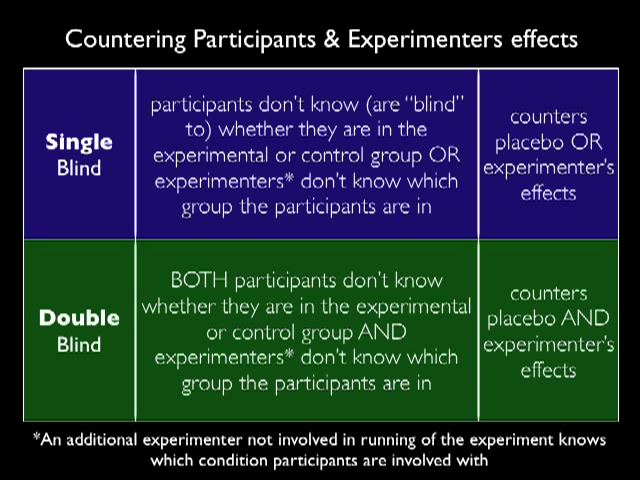 Countering Participants & Experimenters effects
Single
Blind
participants don't know (are "blind"
to) whether they are in the
experimental or control group OR
experimenters* don't know which
group the participants are in
counters
placebo OR
experimenter's
effects
Double
Blind
BOTH participants don't know
whether they are in the experimental
or control group AND
experimenters* don't know which
group the participants are in
counters
placebo AND
experimenter's
effects
*An additional experimenter not involved in running of the experiment knows
which condition participants are involved with